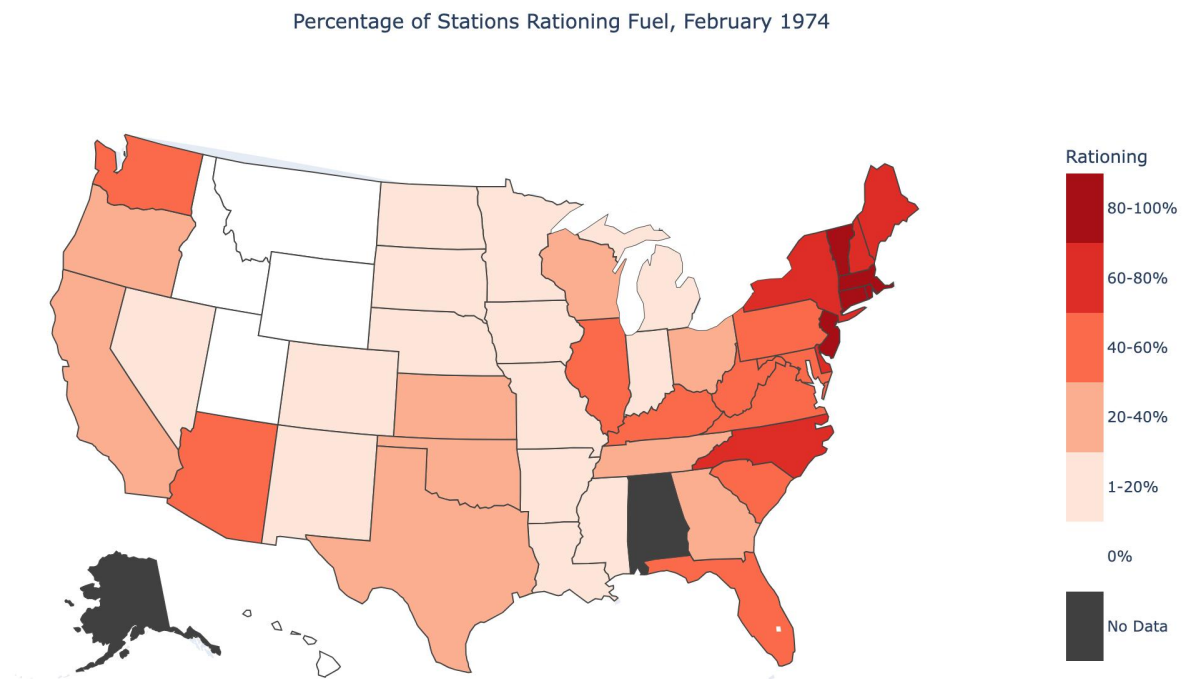 Percentage of Stations Rationing Fuel, February 1974
Rationing
80-100%
60-80%
40-60%
20-40%
1-20%
0%
No Data